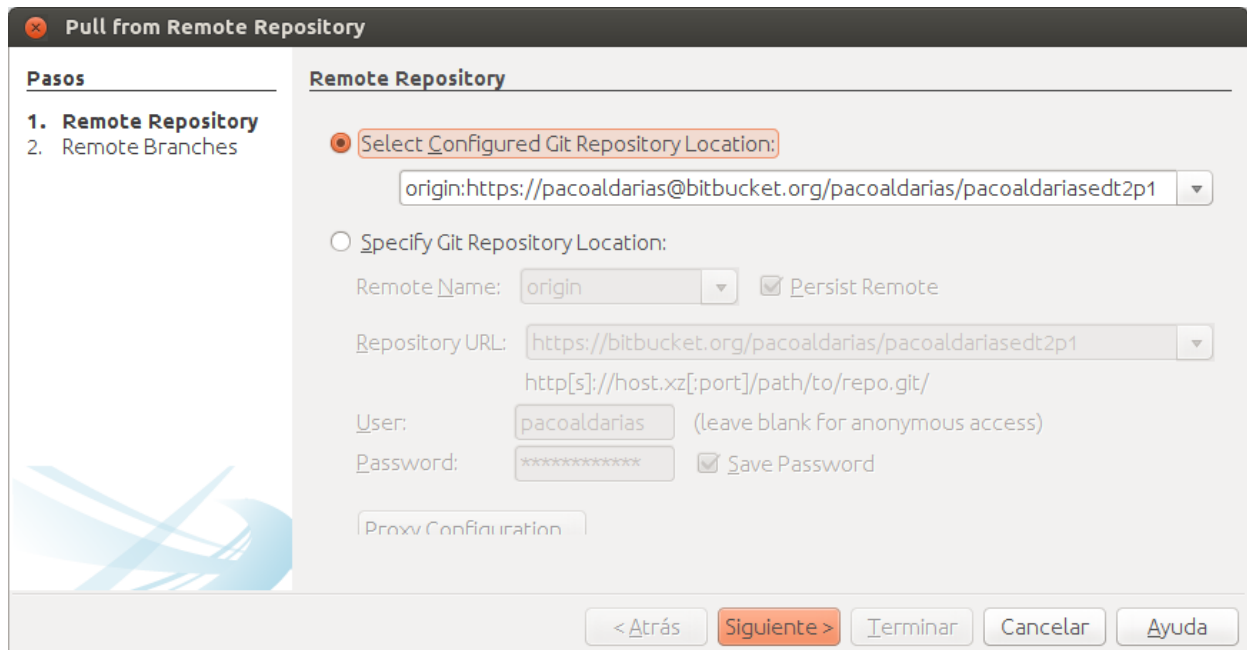 Pull from Remote Repository
Pasos
1. Remote Repository
2. Remote Branches
Remote Repository
Select Configured Git Repository Location:
origin:https://pacoaldarias@bitbucket.org/pacoaldarias/pacoaldariasedt2p1
Specify Git Repository Location:
Remote Name: origin Persist Remote
Repository URL: https://bitbucket.org/pacoaldarias/pacoaldariasedt2p1
http[s]://host.xz[:port]/path/to/repo.git/
User: pacoaldarias (leave blank for anonymous access)
Password: ************ Save Password
Proxy Configuration...
< Atrás Siguiente > Terminar Cancelar Ayuda